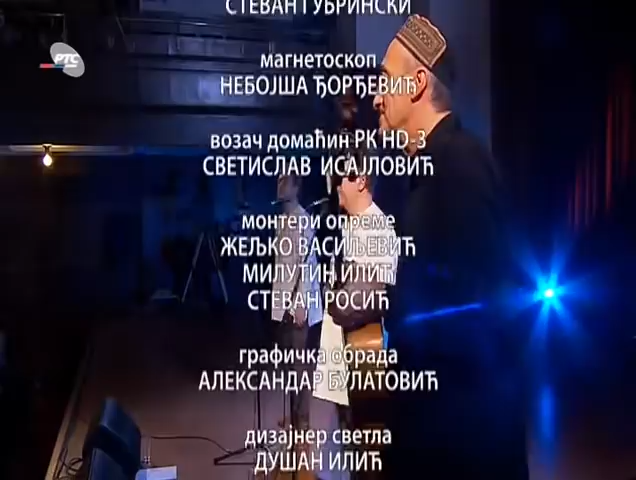 РТС
СТЕВАН ГУБРИНСКИ
магнетоскоп
НЕБОЈША ЂОРЂЕВИЋ
возач домаћин РК HD-3
СВЕТИСЛАВ ИСАЈЛОВИЋ
монтери опреме
ЖЕЉКО ВАСИЉЕВИЋ
МИЛУТИН ИЛИЋ
СТЕВАН РОСИЋ
графичка обрада
АЛЕКСАНДАР БУЛАТОВИЋ
дизајнер светла
ДУШАН ИЛИЋ